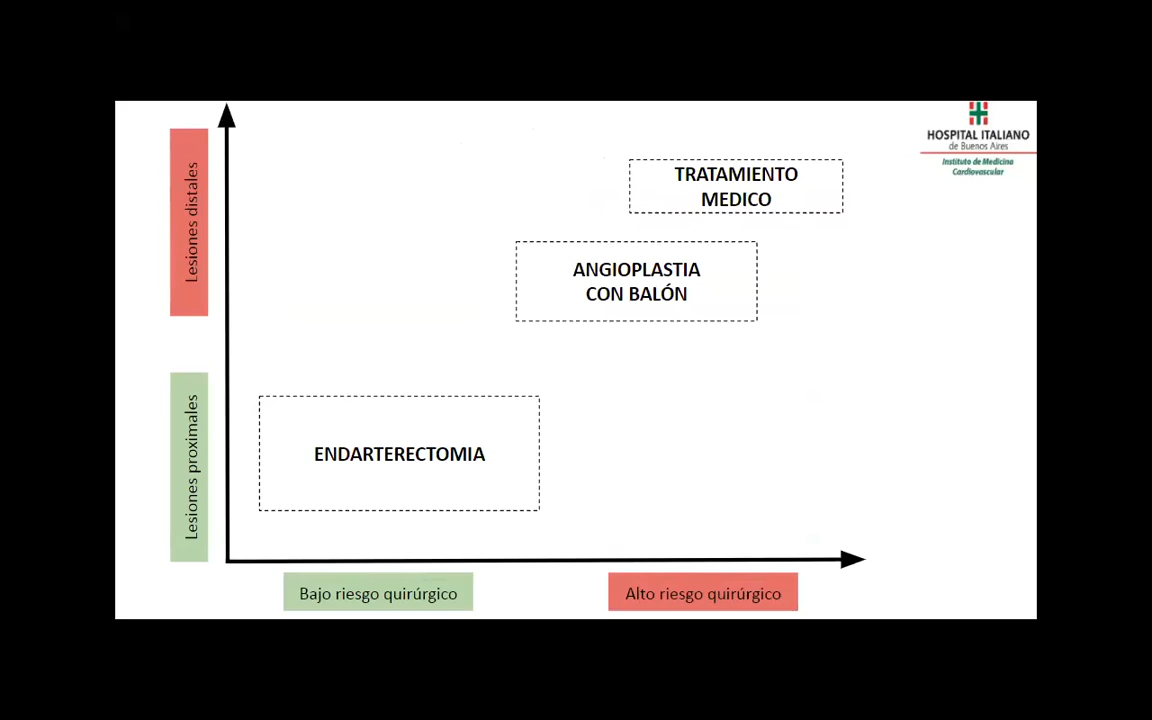 HOSPITAL ITALIANO
de Buenos Aires
Instituto de Medicina
Cardiovascular
Lesiones distales
TRATAMIENTO
MEDICO
ANGIOPLASTIA
CON BALÓN
Lesiones proximales
ENDARTERECTOMIA
Bajo riesgo quirúrgico
Alto riesgo quirúrgico